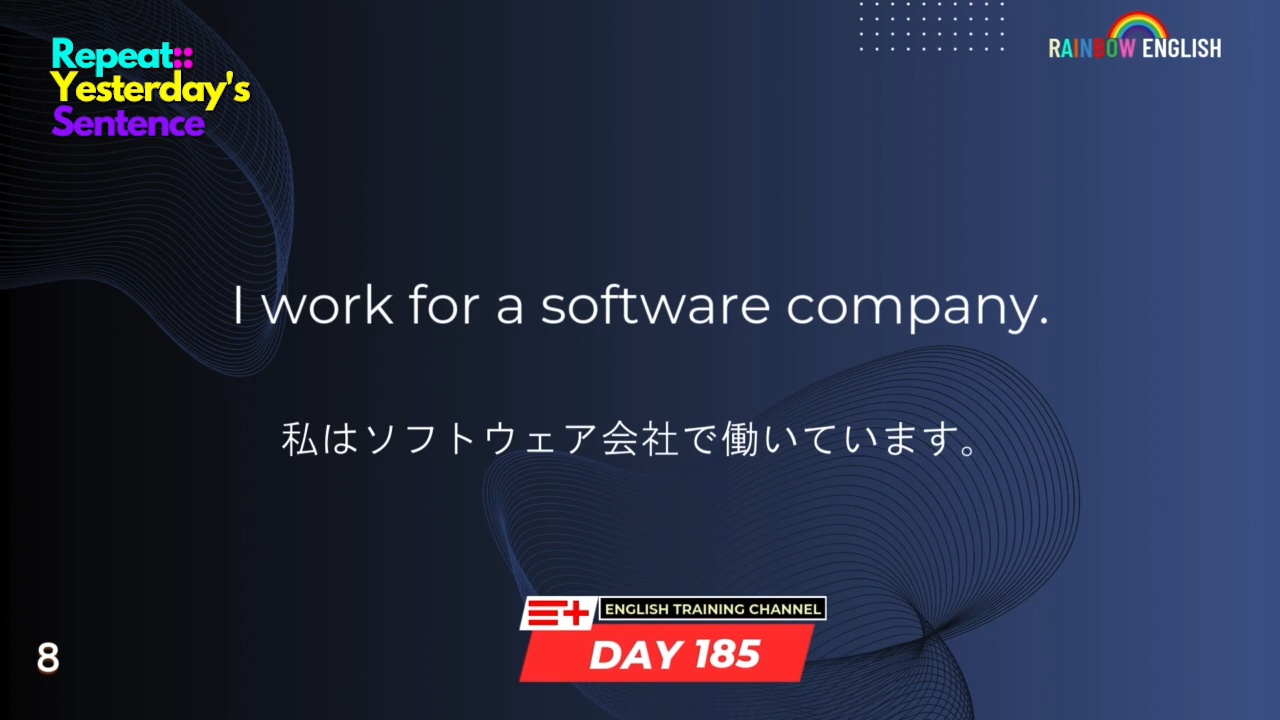 Repeat::
Yesterday's
Sentence
RAINBOW ENGLISH
I work for a software company.
私はソフトウェア会社で働いています。
E+ ENGLISH TRAINING CHANNEL
DAY 185
8